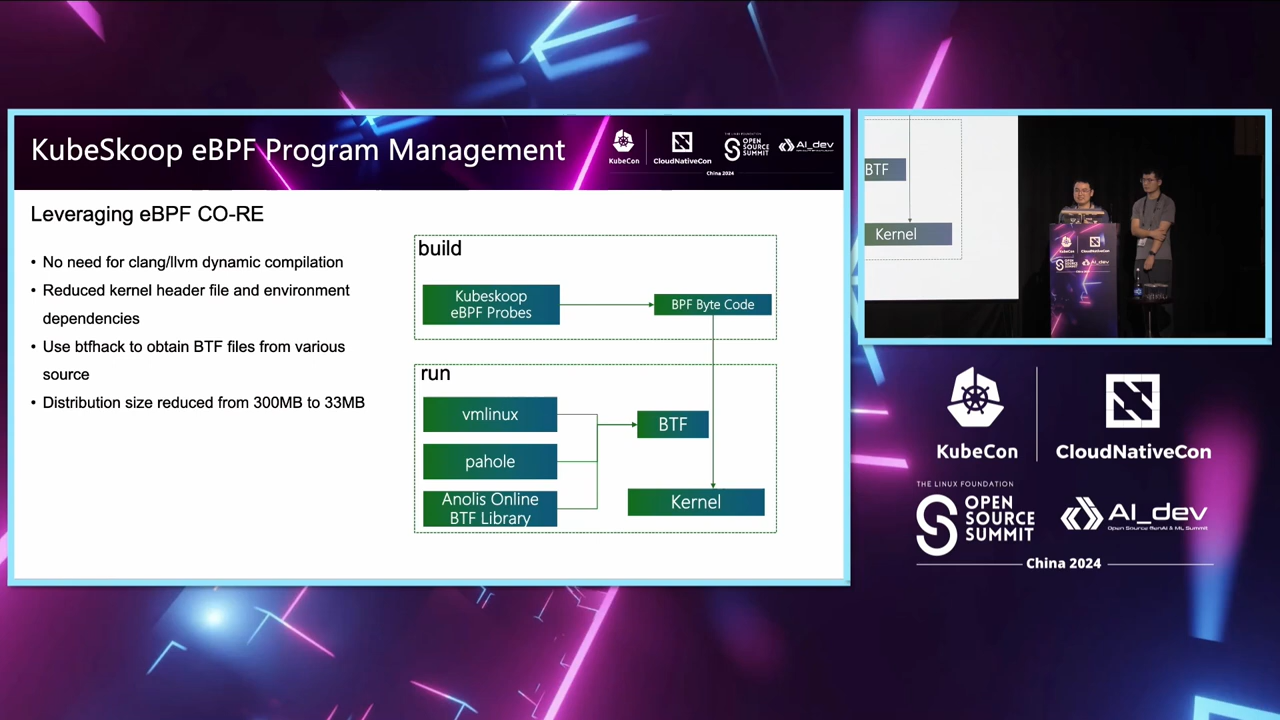 KubeSkoop eBPF Program Management
KubeCon
CloudNativeCon
THE LINUX FOUNDATION
OPEN
SOURCE
SUMMIT
AI_dev
China 2024
Leveraging eBPF CO-RE
• No need for clang/llvm dynamic compilation
• Reduced kernel header file and environment
dependencies
• Use btfhack to obtain BTF files from various
source
• Distribution size reduced from 300MB to 33MB
build
Kubeskoop
eBPF Probes
BPF Byte Code
run
vmlinux
pahole
Anolis Online
BTF Library
BTF
Kernel
BTF
Kernel
KubeCon
CloudNativeCon
THE LINUX FOUNDATION
OPEN
SOURCE
SUMMIT
AI_dev
Open Source GenAI & ML Summit
China 2024